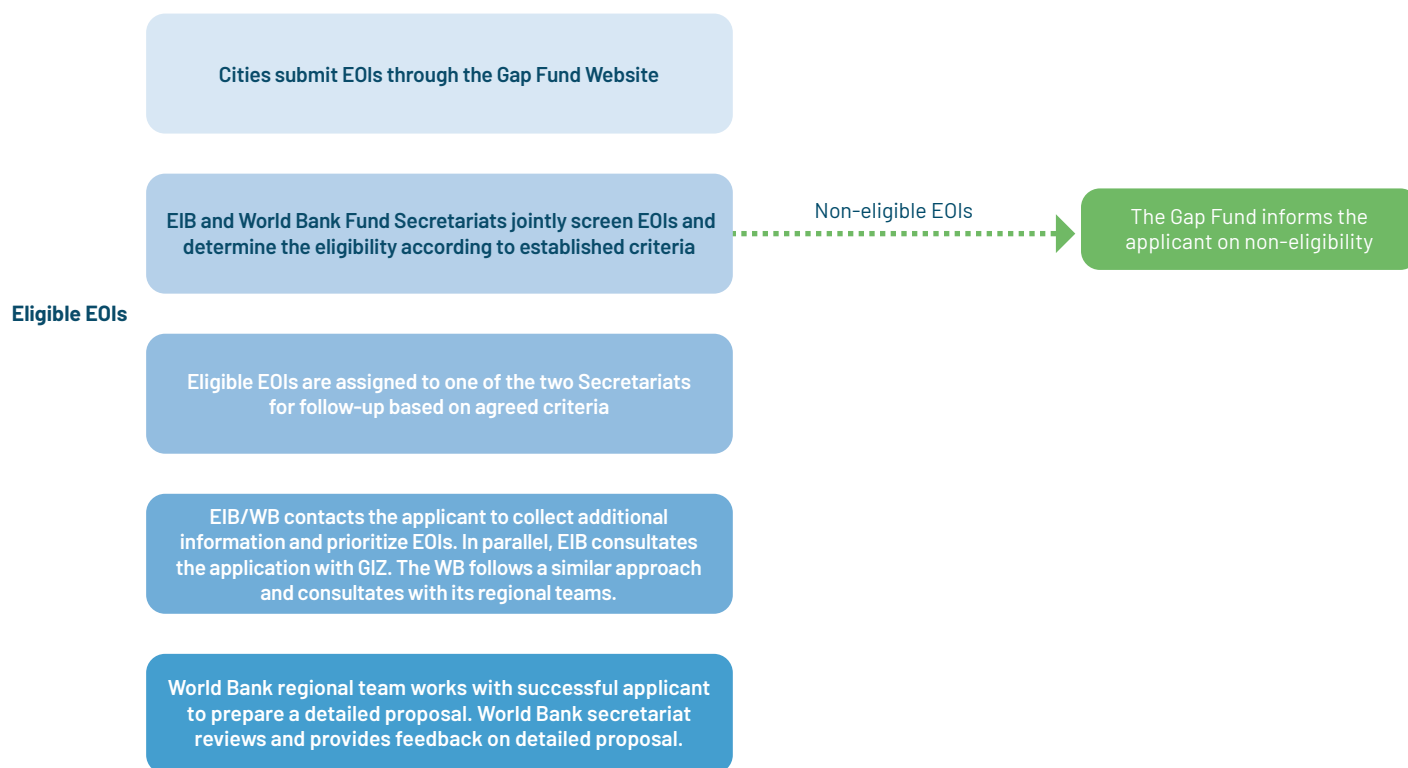 Cities submit EOIs through the Gap Fund Website
EIB and World Bank Fund Secretariats jointly screen EOIs and
determine the eligibility according to established criteria
Non-eligible EOIs
The Gap Fund informs the
applicant on non-eligibility
Eligible EOIs
Eligible EOIs are assigned to one of the two Secretariats
for follow-up based on agreed criteria
EIB/WB contacts the applicant to collect additional
information and prioritize EOIs. In parallel, EIB consultates
the application with GIZ. The WB follows a similar approach
and consultates with its regional teams.
World Bank regional team works with successful applicant
to prepare a detailed proposal. World Bank secretariat
reviews and provides feedback on detailed proposal.